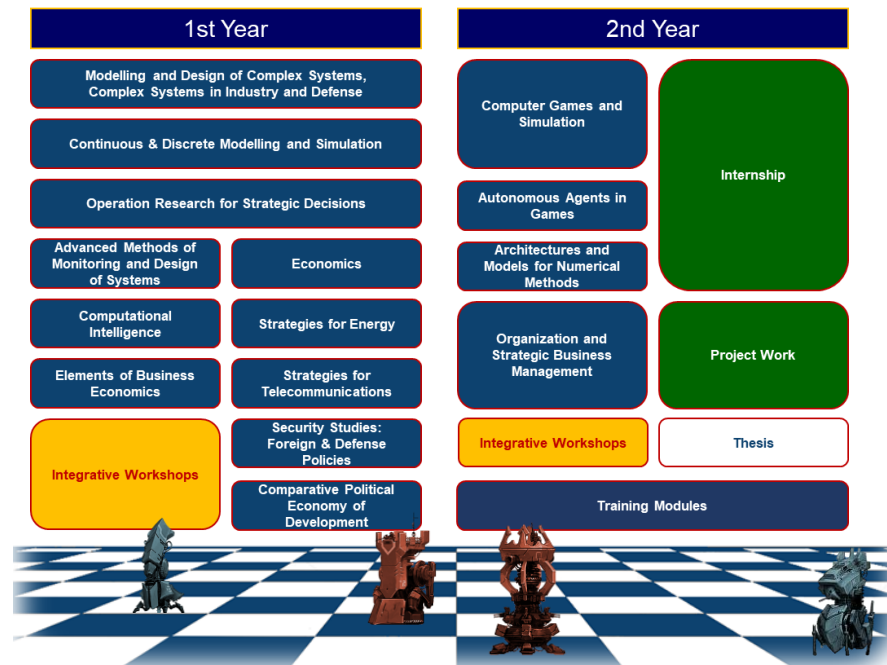 1st Year
Modelling and Design of Complex Systems,
Complex Systems in Industry and Defense
Continuous & Discrete Modelling and Simulation
Operation Research for Strategic Decisions
Advanced Methods of
Monitoring and Design
of Systems
Economics
Computational
Intelligence
Strategies for Energy
Elements of Business
Economics
Strategies for
Telecommunications
Integrative Workshops
Security Studies:
Foreign & Defense
Policies
Comparative Political
Economy of
Development
2nd Year
Computer Games and
Simulation
Internship
Autonomous Agents in
Games
Architectures and
Models for Numerical
Methods
Organization and
Strategic Business
Management
Project Work
Integrative Workshops
Thesis
Training Modules